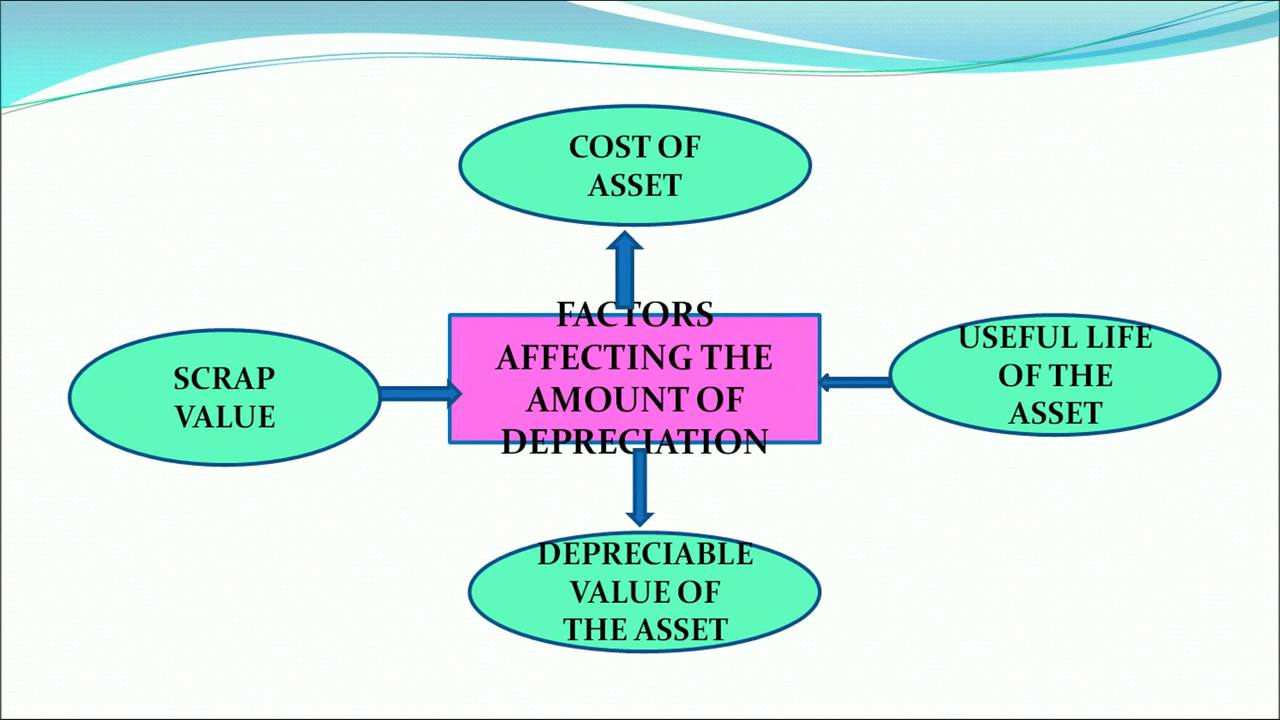 COST OF
ASSET
FACTORS
AFFECTING THE
AMOUNT OF
DEPRECIATION
SCRAP
VALUE
USEFUL LIFE
OF THE
ASSET
DEPRECIABLE
VALUE OF
THE ASSET